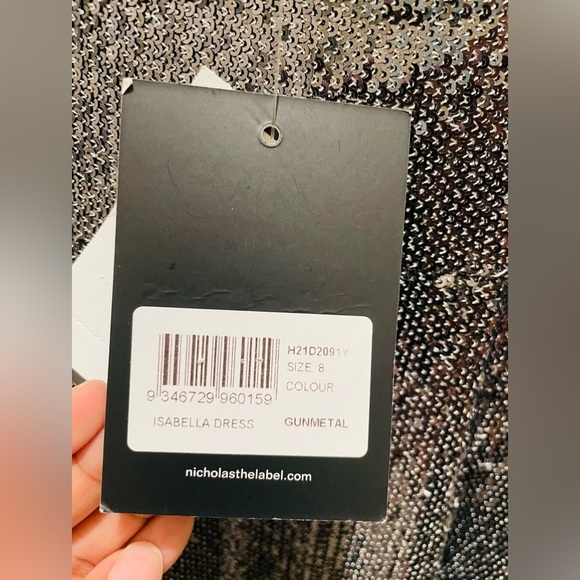 H21D2091Y
SIZE: 8
COLOUR
9 346729 960159
ISABELLA DRESS GUNMETAL
nicholasthelabel.com